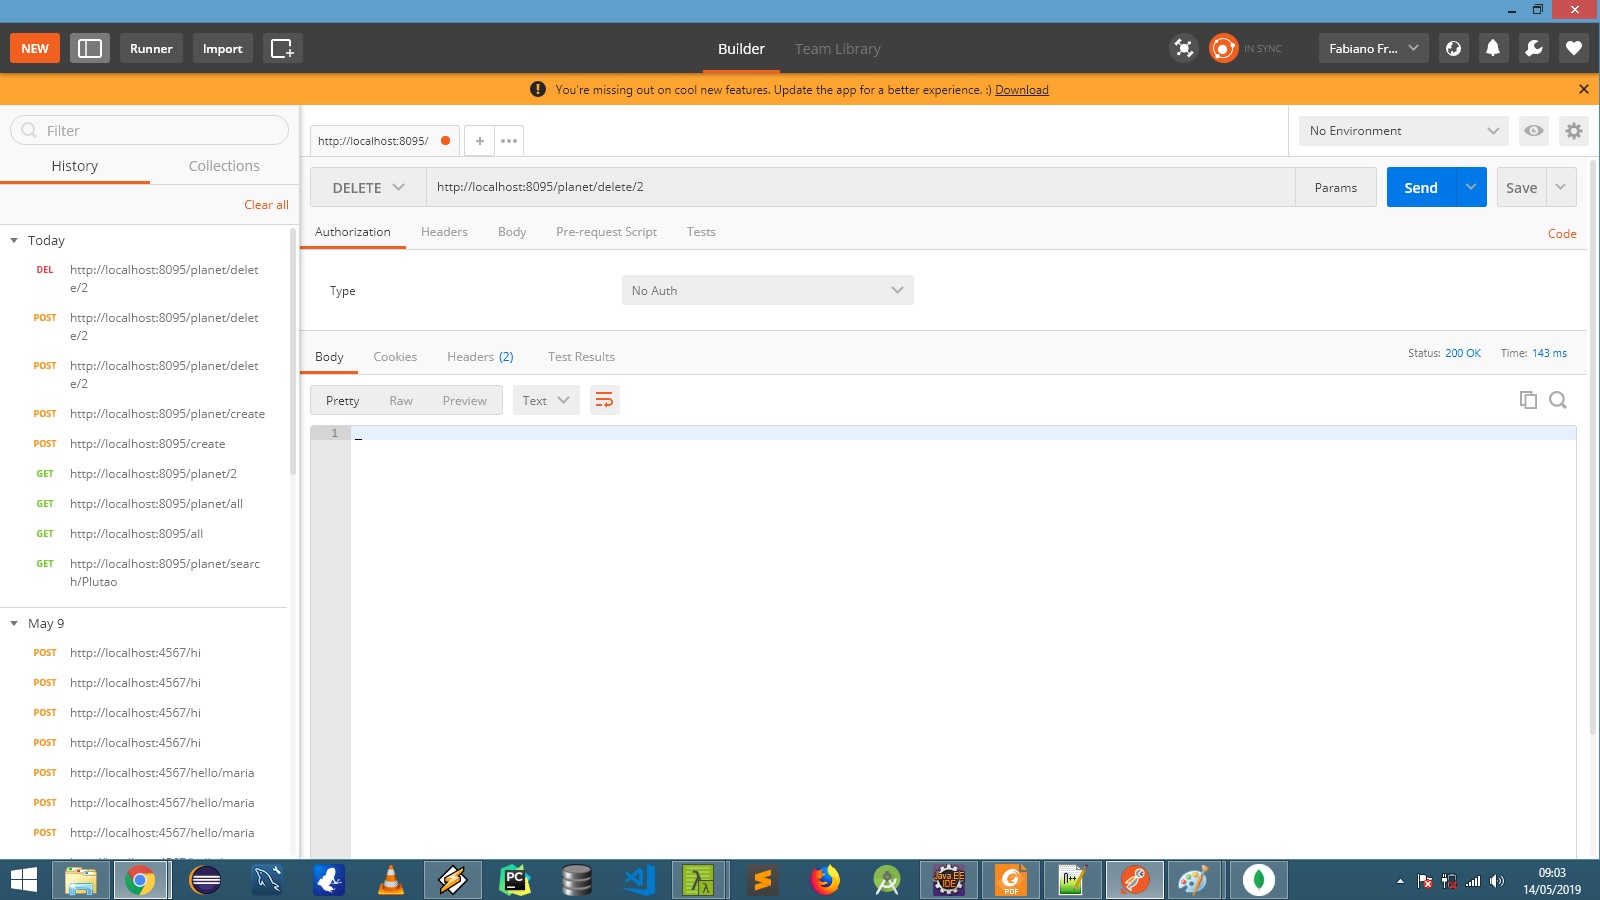 NEW
Runner
Import
Builder
Team Library
IN SYNC
Fabiano Fr...
You're missing out on cool new features. Update the app for a better experience. :) Download
Filter
History
Collections
Clear all
Today
DEL http://localhost:8095/planet/delet
e/2
POST http://localhost:8095/planet/delet
e/2
POST http://localhost:8095/planet/delet
e/2
POST http://localhost:8095/planet/create
POST http://localhost:8095/create
GET http://localhost:8095/planet/2
GET http://localhost:8095/planet/all
GET http://localhost:8095/all
GET http://localhost:8095/planet/searc
h/Plutao
May 9
POST http://localhost:4567/hi
POST http://localhost:4567/hi
POST http://localhost:4567/hi
POST http://localhost:4567/hi
POST http://localhost:4567/hello/maria
POST http://localhost:4567/hello/maria
POST http://localhost:4567/hello/maria
http://localhost:8095/
No Environment
DELETE
http://localhost:8095/planet/delete/2
Params
Send
Save
Authorization
Headers
Body
Pre-request Script
Tests
Code
Type
No Auth
Body
Cookies
Headers (2)
Test Results
Status: 200 OK
Time: 143 ms
Pretty
Raw
Preview
Text
1
PC
Java EE
IDE
PDF
09:03
14/05/2019